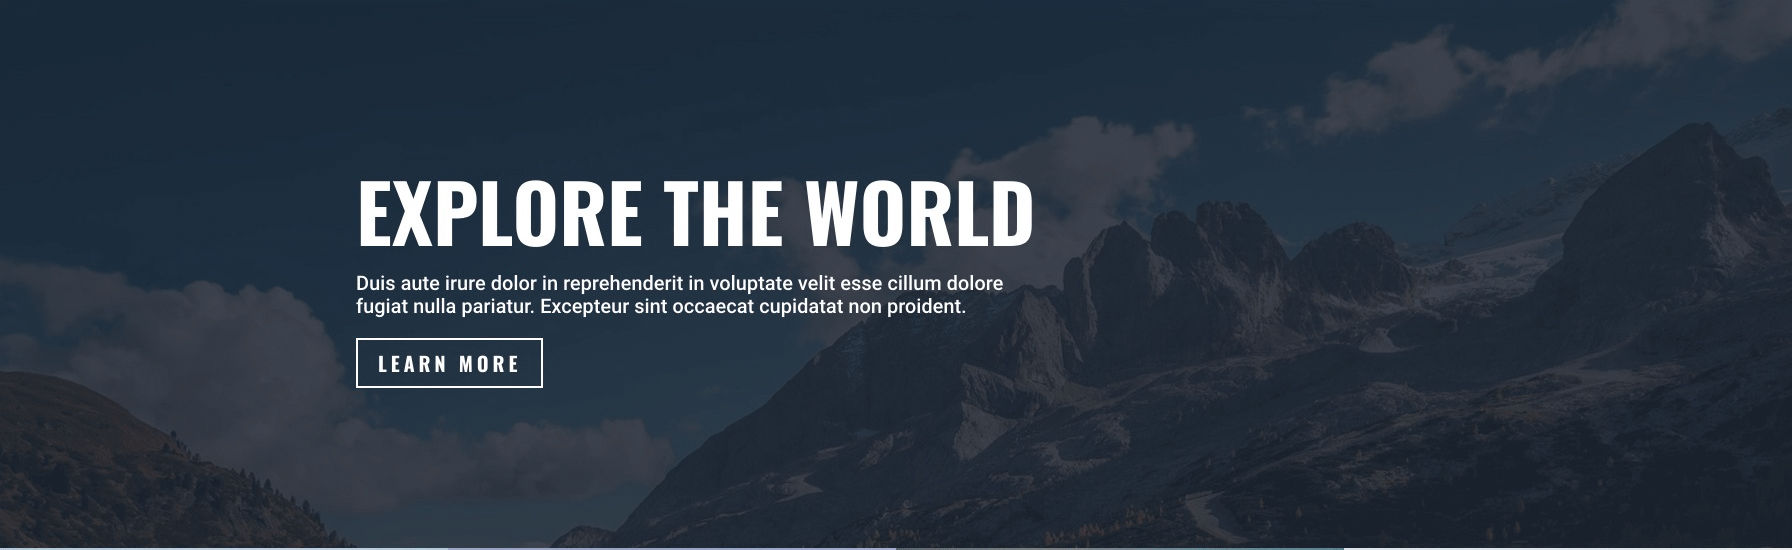 EXPLORE THE WORLD
Duis aute irure dolor in reprehenderit in voluptate velit esse cillum dolore
fugiat nulla pariatur. Excepteur sint occaecat cupidatat non proident.
LEARN MORE